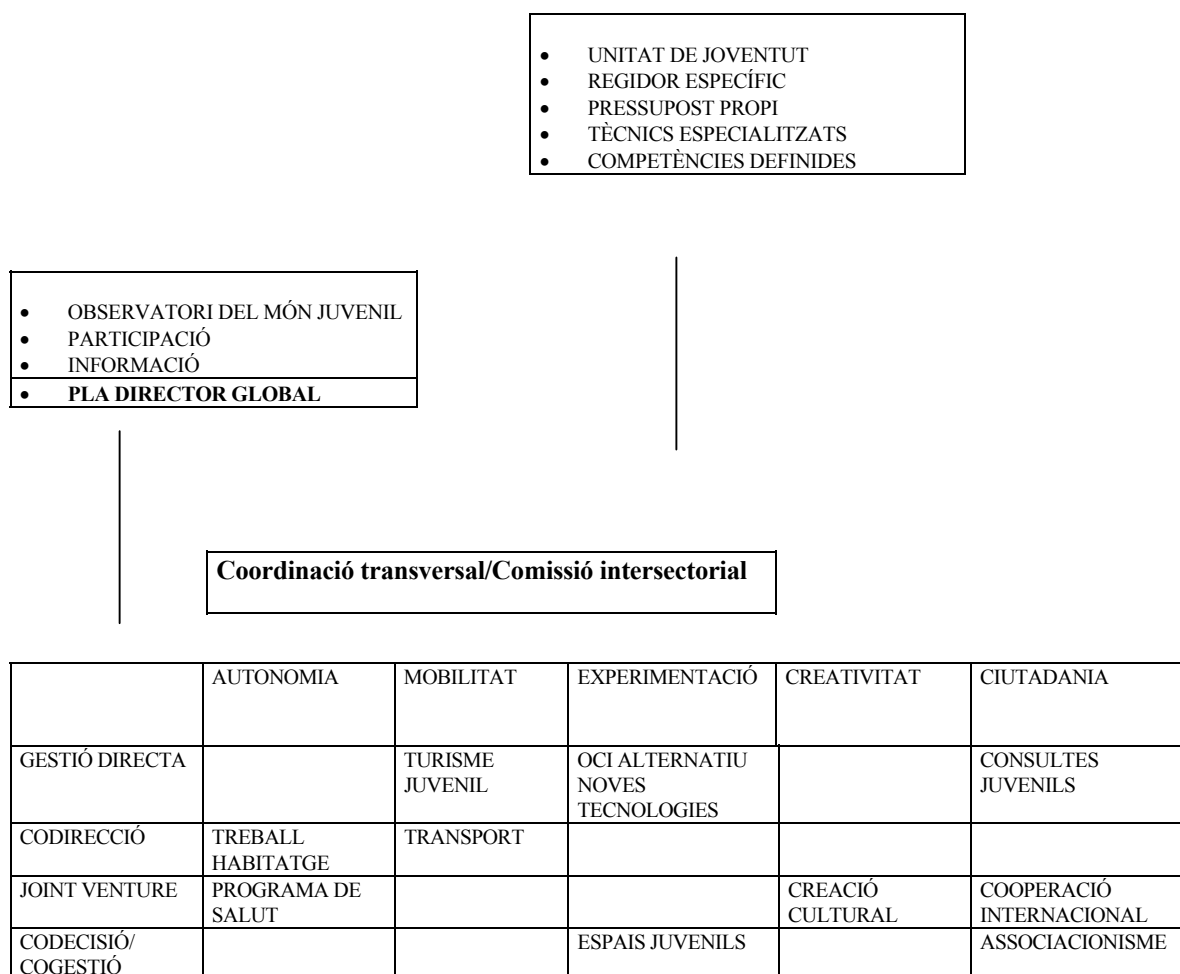 • UNITAT DE JOVENTUT
• REGIDOR ESPECÍFIC
• PRESSUPOST PROPI
• TÈCNICS ESPECIALITZATS
• COMPETÈNCIES DEFINIDES
• OBSERVATORI DEL MÓN JUVENIL
• PARTICIPACIÓ
• INFORMACIÓ
• PLA DIRECTOR GLOBAL
Coordinació transversal/Comissió intersectorial
AUTONOMIA MOBILITAT EXPERIMENTACIÓ CREATIVITAT CIUTADANIA
GESTIÓ DIRECTA TURISME OCI ALTERNATIU CONSULTES
JUVENIL NOVES JUVENILS
TECNOLOGIES
CODIRECCIÓ TREBALL TRANSPORT
HABITATGE
JOINT VENTURE PROGRAMA DE CREACIÓ COOPERACIÓ
SALUT CULTURAL INTERNACIONAL
CODECISIÓ/ ESPAIS JUVENILS ASSOCIACIONISME
COGESTIÓ